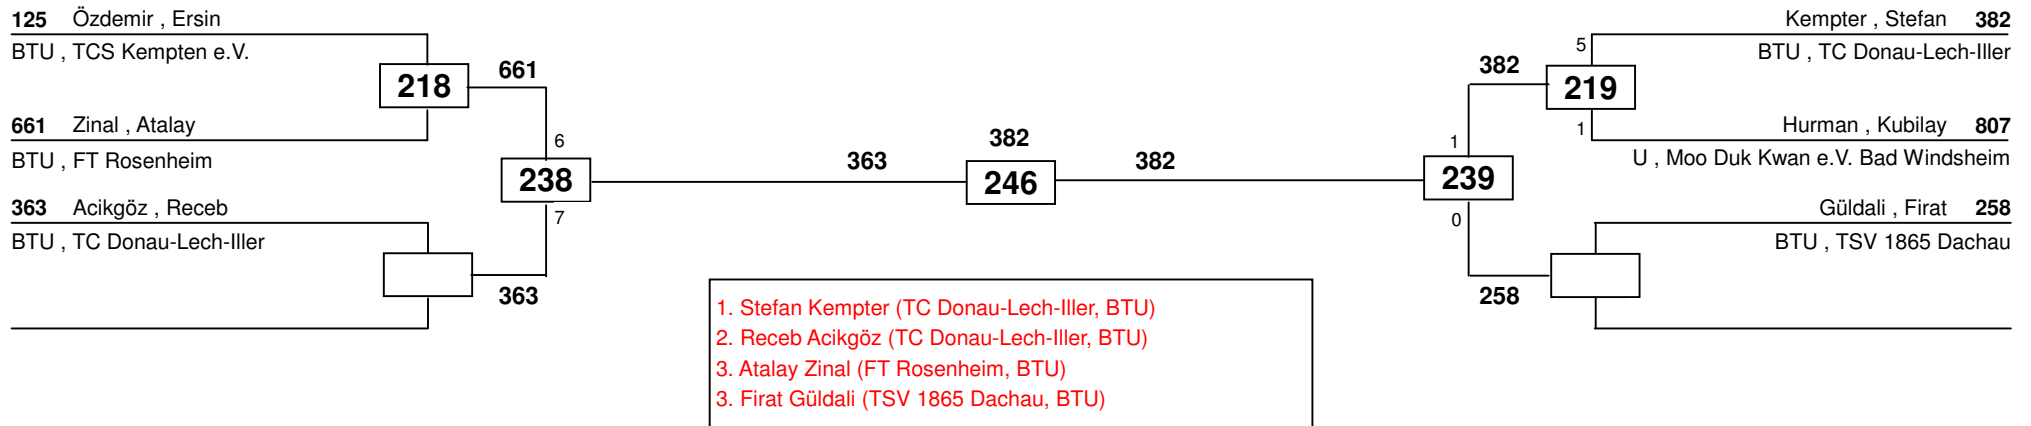 125 Özdemir , Ersin
BTU , TCS Kempten e.V.
218
661
661 Zinal , Atalay
BTU , FT Rosenheim
6
238
7
363 Acikgöz , Receb
BTU , TC Donau-Lech-Iller
363
363
382
246
382
Kempter , Stefan 382
BTU , TC Donau-Lech-Iller
5
382
219
1
Hurman , Kubilay 807
U , Moo Duk Kwan e.V. Bad Windsheim
1
239
0
Güldali , Firat 258
BTU , TSV 1865 Dachau
258
1. Stefan Kempter (TC Donau-Lech-Iller, BTU)
2. Receb Acikgöz (TC Donau-Lech-Iller, BTU)
3. Atalay Zinal (FT Rosenheim, BTU)
3. Firat Güldali (TSV 1865 Dachau, BTU)